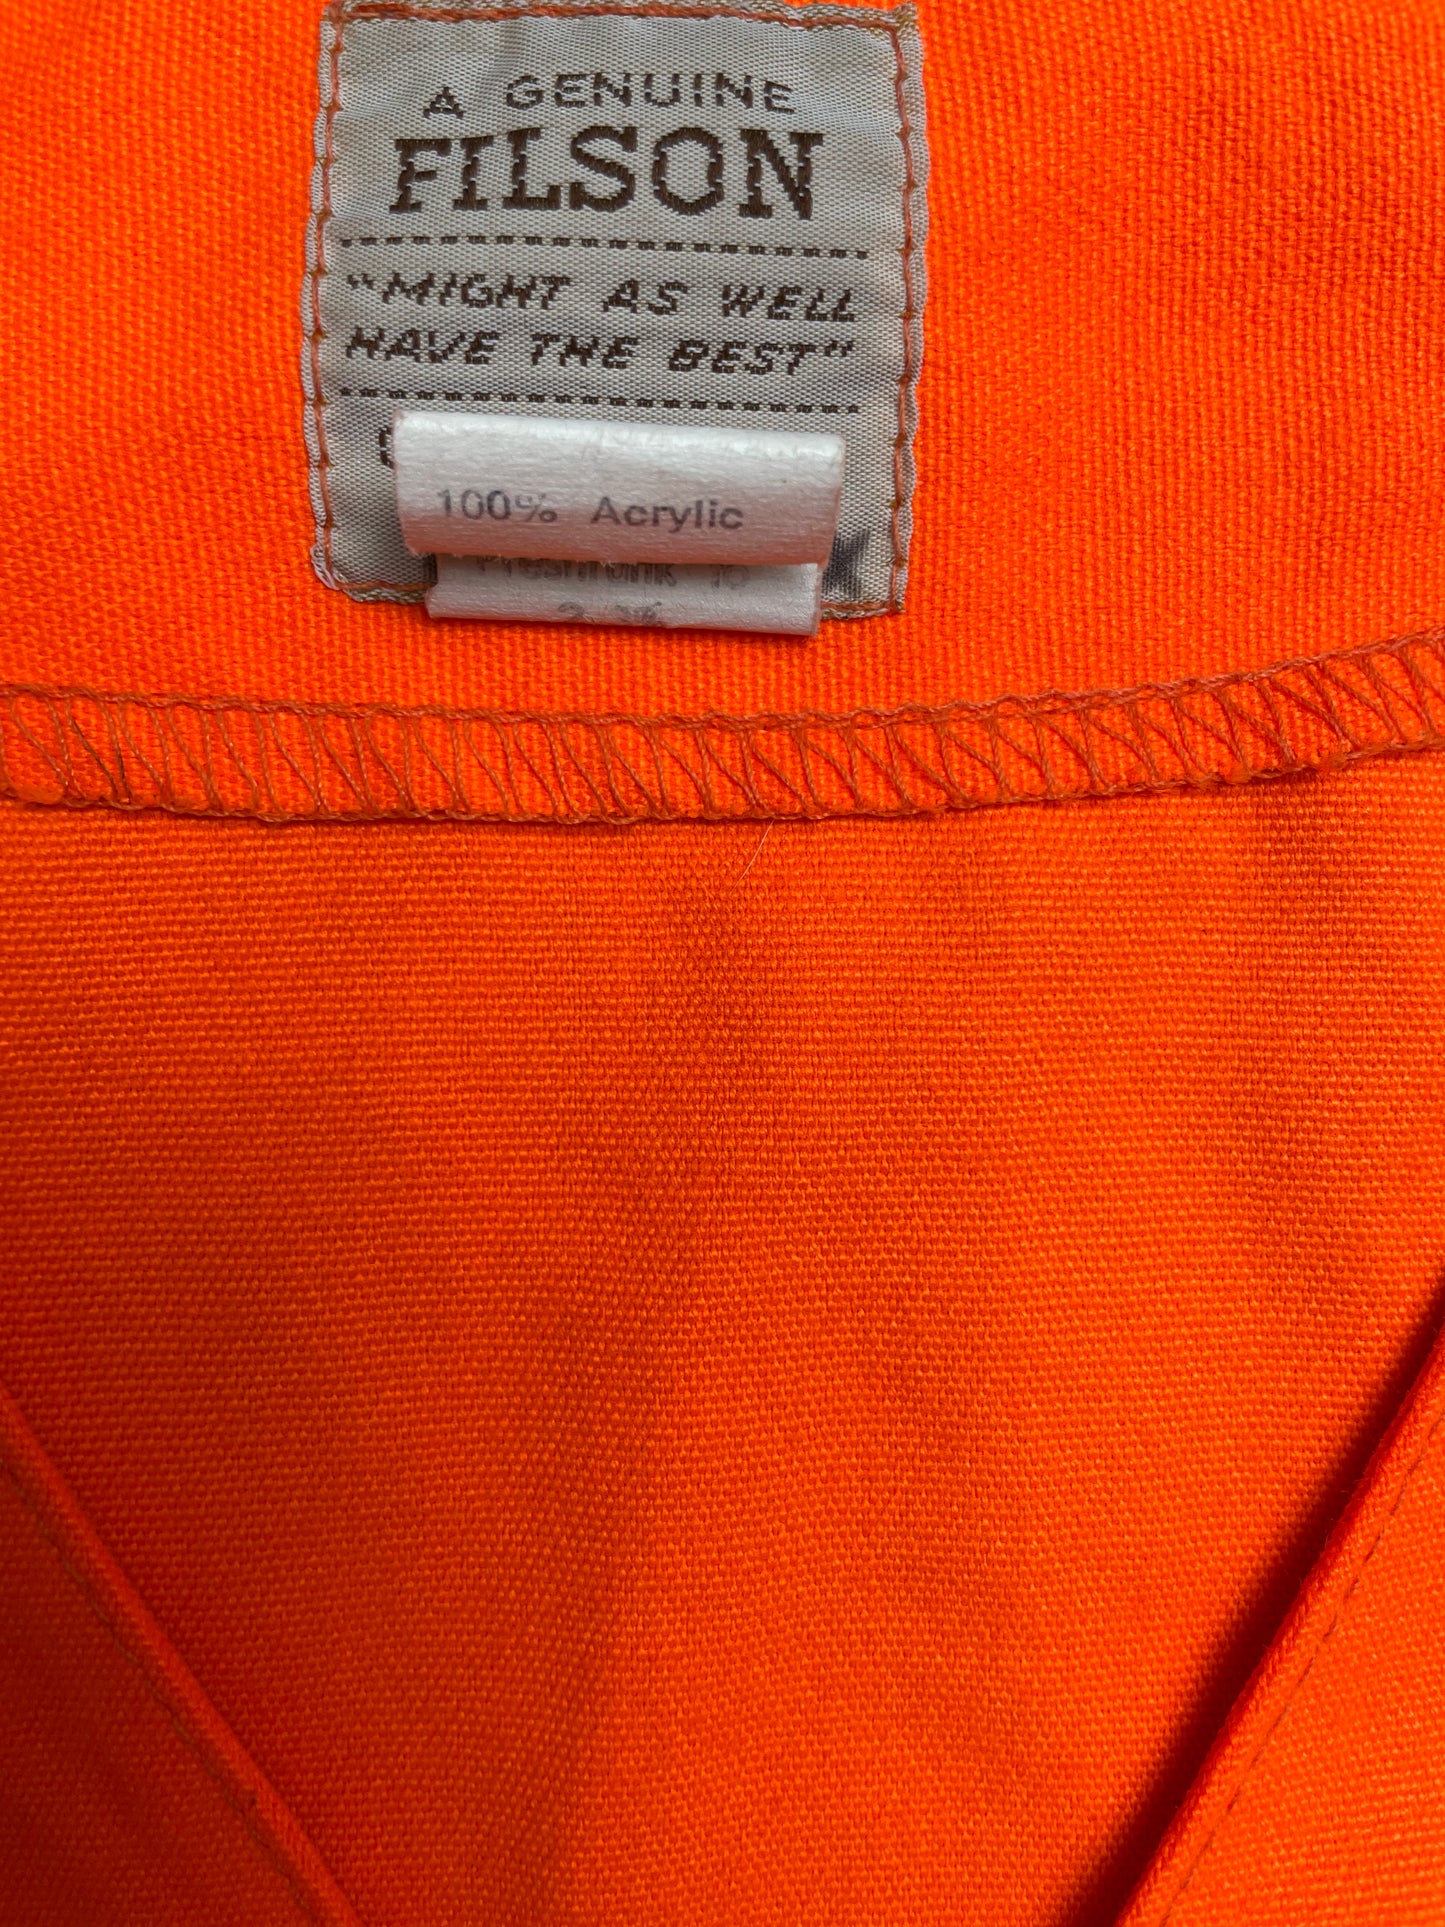 A GENUINE
FILSON
"MIGHT AS WELL
HAVE THE BEST"
100% Acrylic